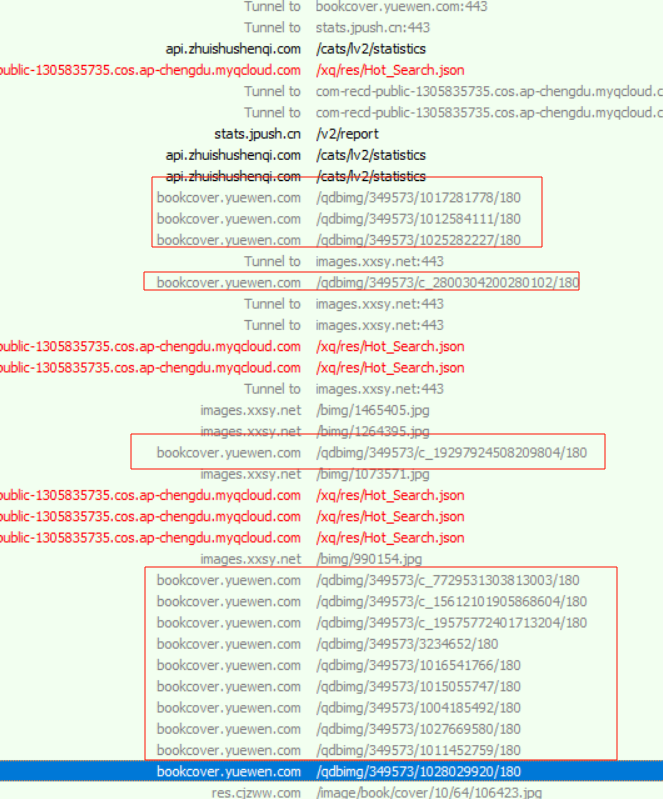 Tunnel to bookcover.yuewen.com:443
Tunnel to stats.jpush.cn:443
api.zhuishushenqi.com /cats/lv2/statistics
public-1305835735.cos.ap-chengdu.myqcloud.com /xq/res/Hot_Search.json
Tunnel to com-recd-public-1305835735.cos.ap-chengdu.myqcloud.c
Tunnel to com-recd-public-1305835735.cos.ap-chengdu.myqcloud.c
stats.jpush.cn /v2/report
api.zhuishushenqi.com /cats/lv2/statistics
api.zhuishushenqi.com /cats/lv2/statistics
bookcover.yuewen.com /qdbimg/349573/1017281778/180
bookcover.yuewen.com /qdbimg/349573/1012584111/180
bookcover.yuewen.com /qdbimg/349573/1025282227/180
Tunnel to images.xxsy.net:443
bookcover.yuewen.com /qdbimg/349573/c_2800304200280102/180
Tunnel to images.xxsy.net:443
Tunnel to images.xxsy.net:443
public-1305835735.cos.ap-chengdu.myqcloud.com /xq/res/Hot_Search.json
public-1305835735.cos.ap-chengdu.myqcloud.com /xq/res/Hot_Search.json
Tunnel to images.xxsy.net:443
images.xxsy.net /bimg/1465405.jpg
images.xxsy.net /bimg/1264395.jpg
bookcover.yuewen.com /qdbimg/349573/c_19297924508209804/180
images.xxsy.net /bimg/1073571.jpg
public-1305835735.cos.ap-chengdu.myqcloud.com /xq/res/Hot_Search.json
public-1305835735.cos.ap-chengdu.myqcloud.com /xq/res/Hot_Search.json
public-1305835735.cos.ap-chengdu.myqcloud.com /xq/res/Hot_Search.json
images.xxsy.net /bimg/990154.jpg
bookcover.yuewen.com /qdbimg/349573/c_7729531303813003/180
bookcover.yuewen.com /qdbimg/349573/c_15612101905868604/180
bookcover.yuewen.com /qdbimg/349573/c_19575772401713204/180
bookcover.yuewen.com /qdbimg/349573/3234652/180
bookcover.yuewen.com /qdbimg/349573/1016541766/180
bookcover.yuewen.com /qdbimg/349573/1015055747/180
bookcover.yuewen.com /qdbimg/349573/1004185492/180
bookcover.yuewen.com /qdbimg/349573/1027669580/180
bookcover.yuewen.com /qdbimg/349573/1011452759/180
bookcover.yuewen.com /qdbimg/349573/1028029920/180
res.cjzww.com /image/book/cover/10/64/106423.jpg